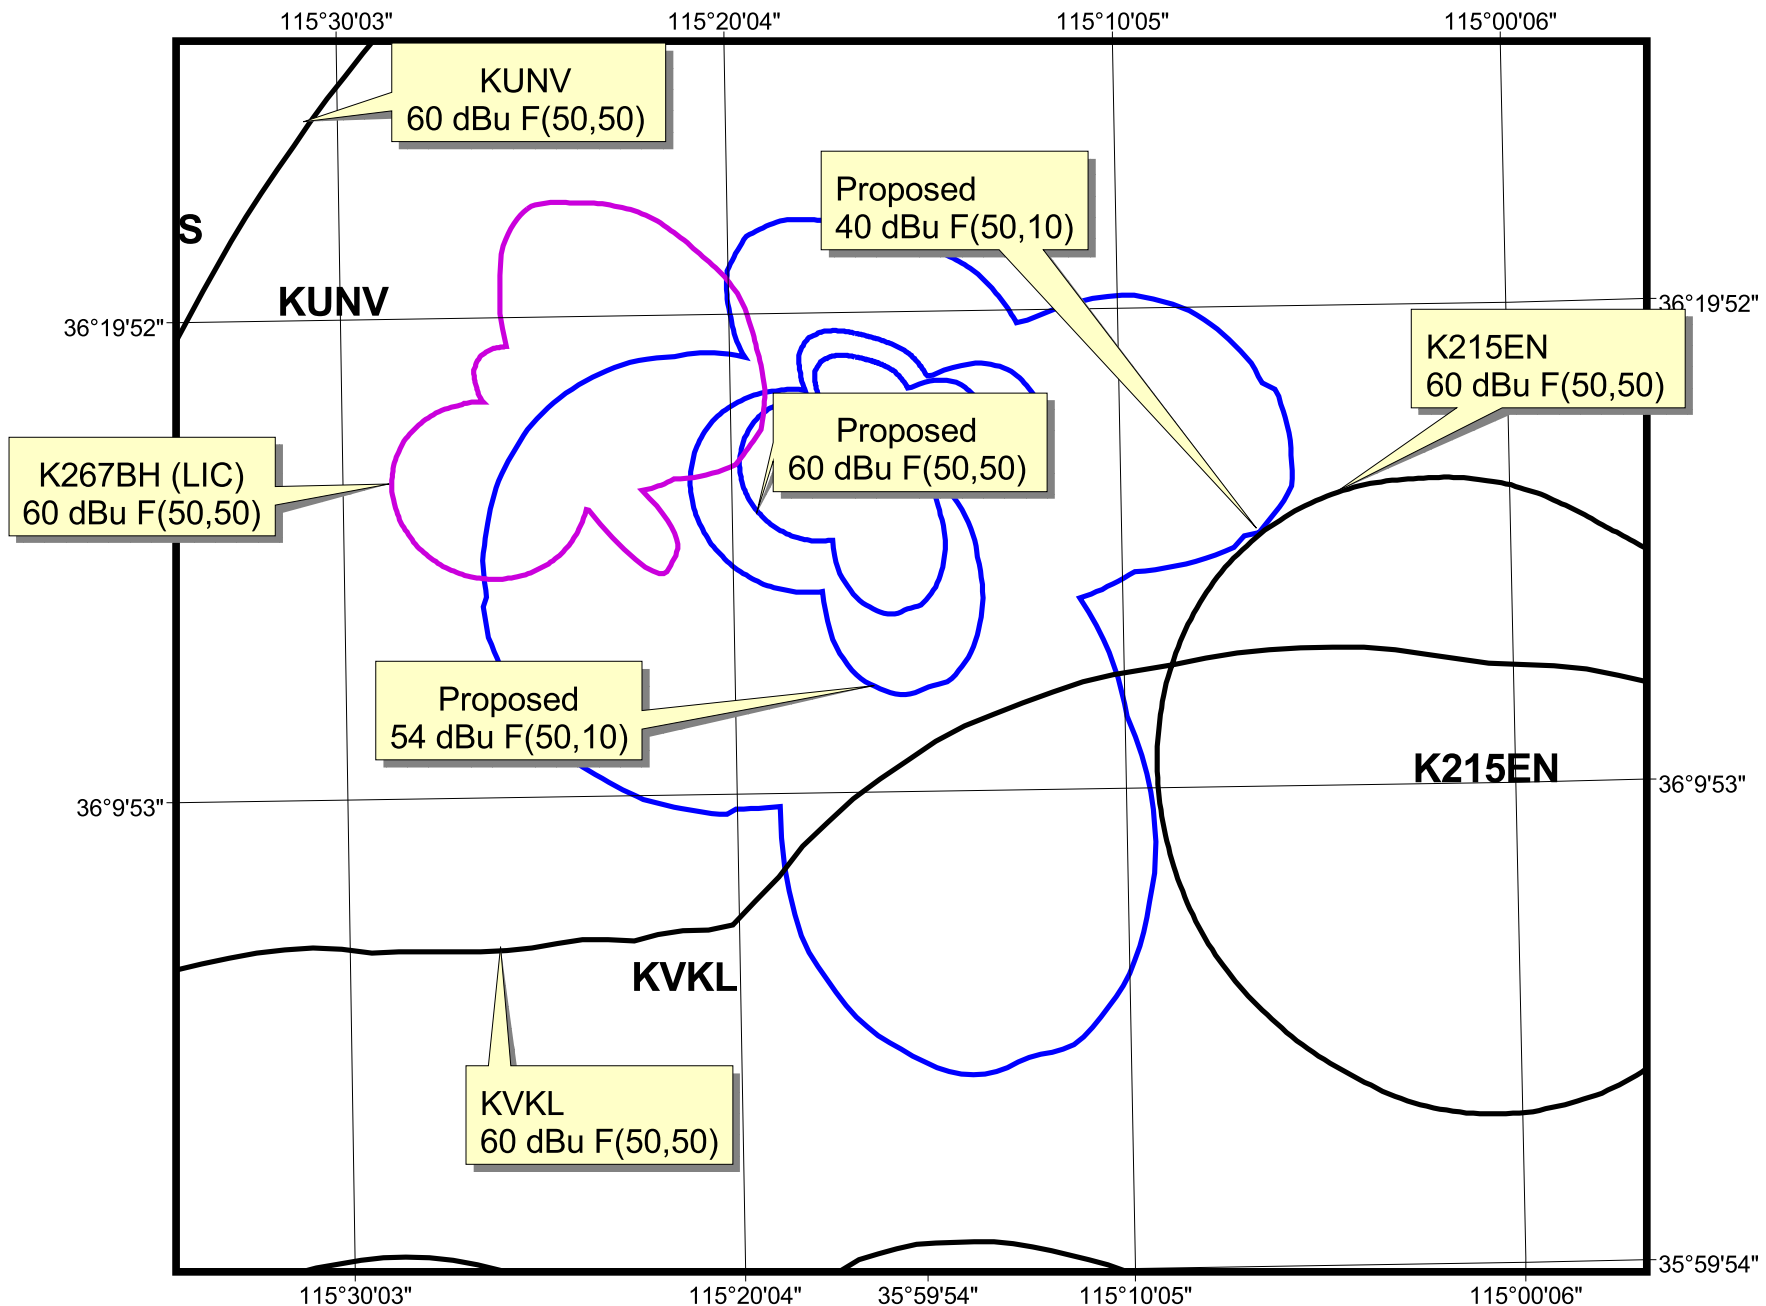 115°30'03"
115°20'04"
115°10'05"
115°00'06"
KUNV
60 dBu F(50,50)
Proposed
40 dBu F(50,10)
S
KUNV
36°19'52"
36°19'52"
K215EN
60 dBu F(50,50)
Proposed
60 dBu F(50,50)
K267BH (LIC)
60 dBu F(50,50)
Proposed
54 dBu F(50,10)
K215EN
36°9'53"
36°9'53"
KVKL
KVKL
60 dBu F(50,50)
35°59'54"
115°30'03"
115°20'04"
35°59'54"
115°10'05"
115°00'06"